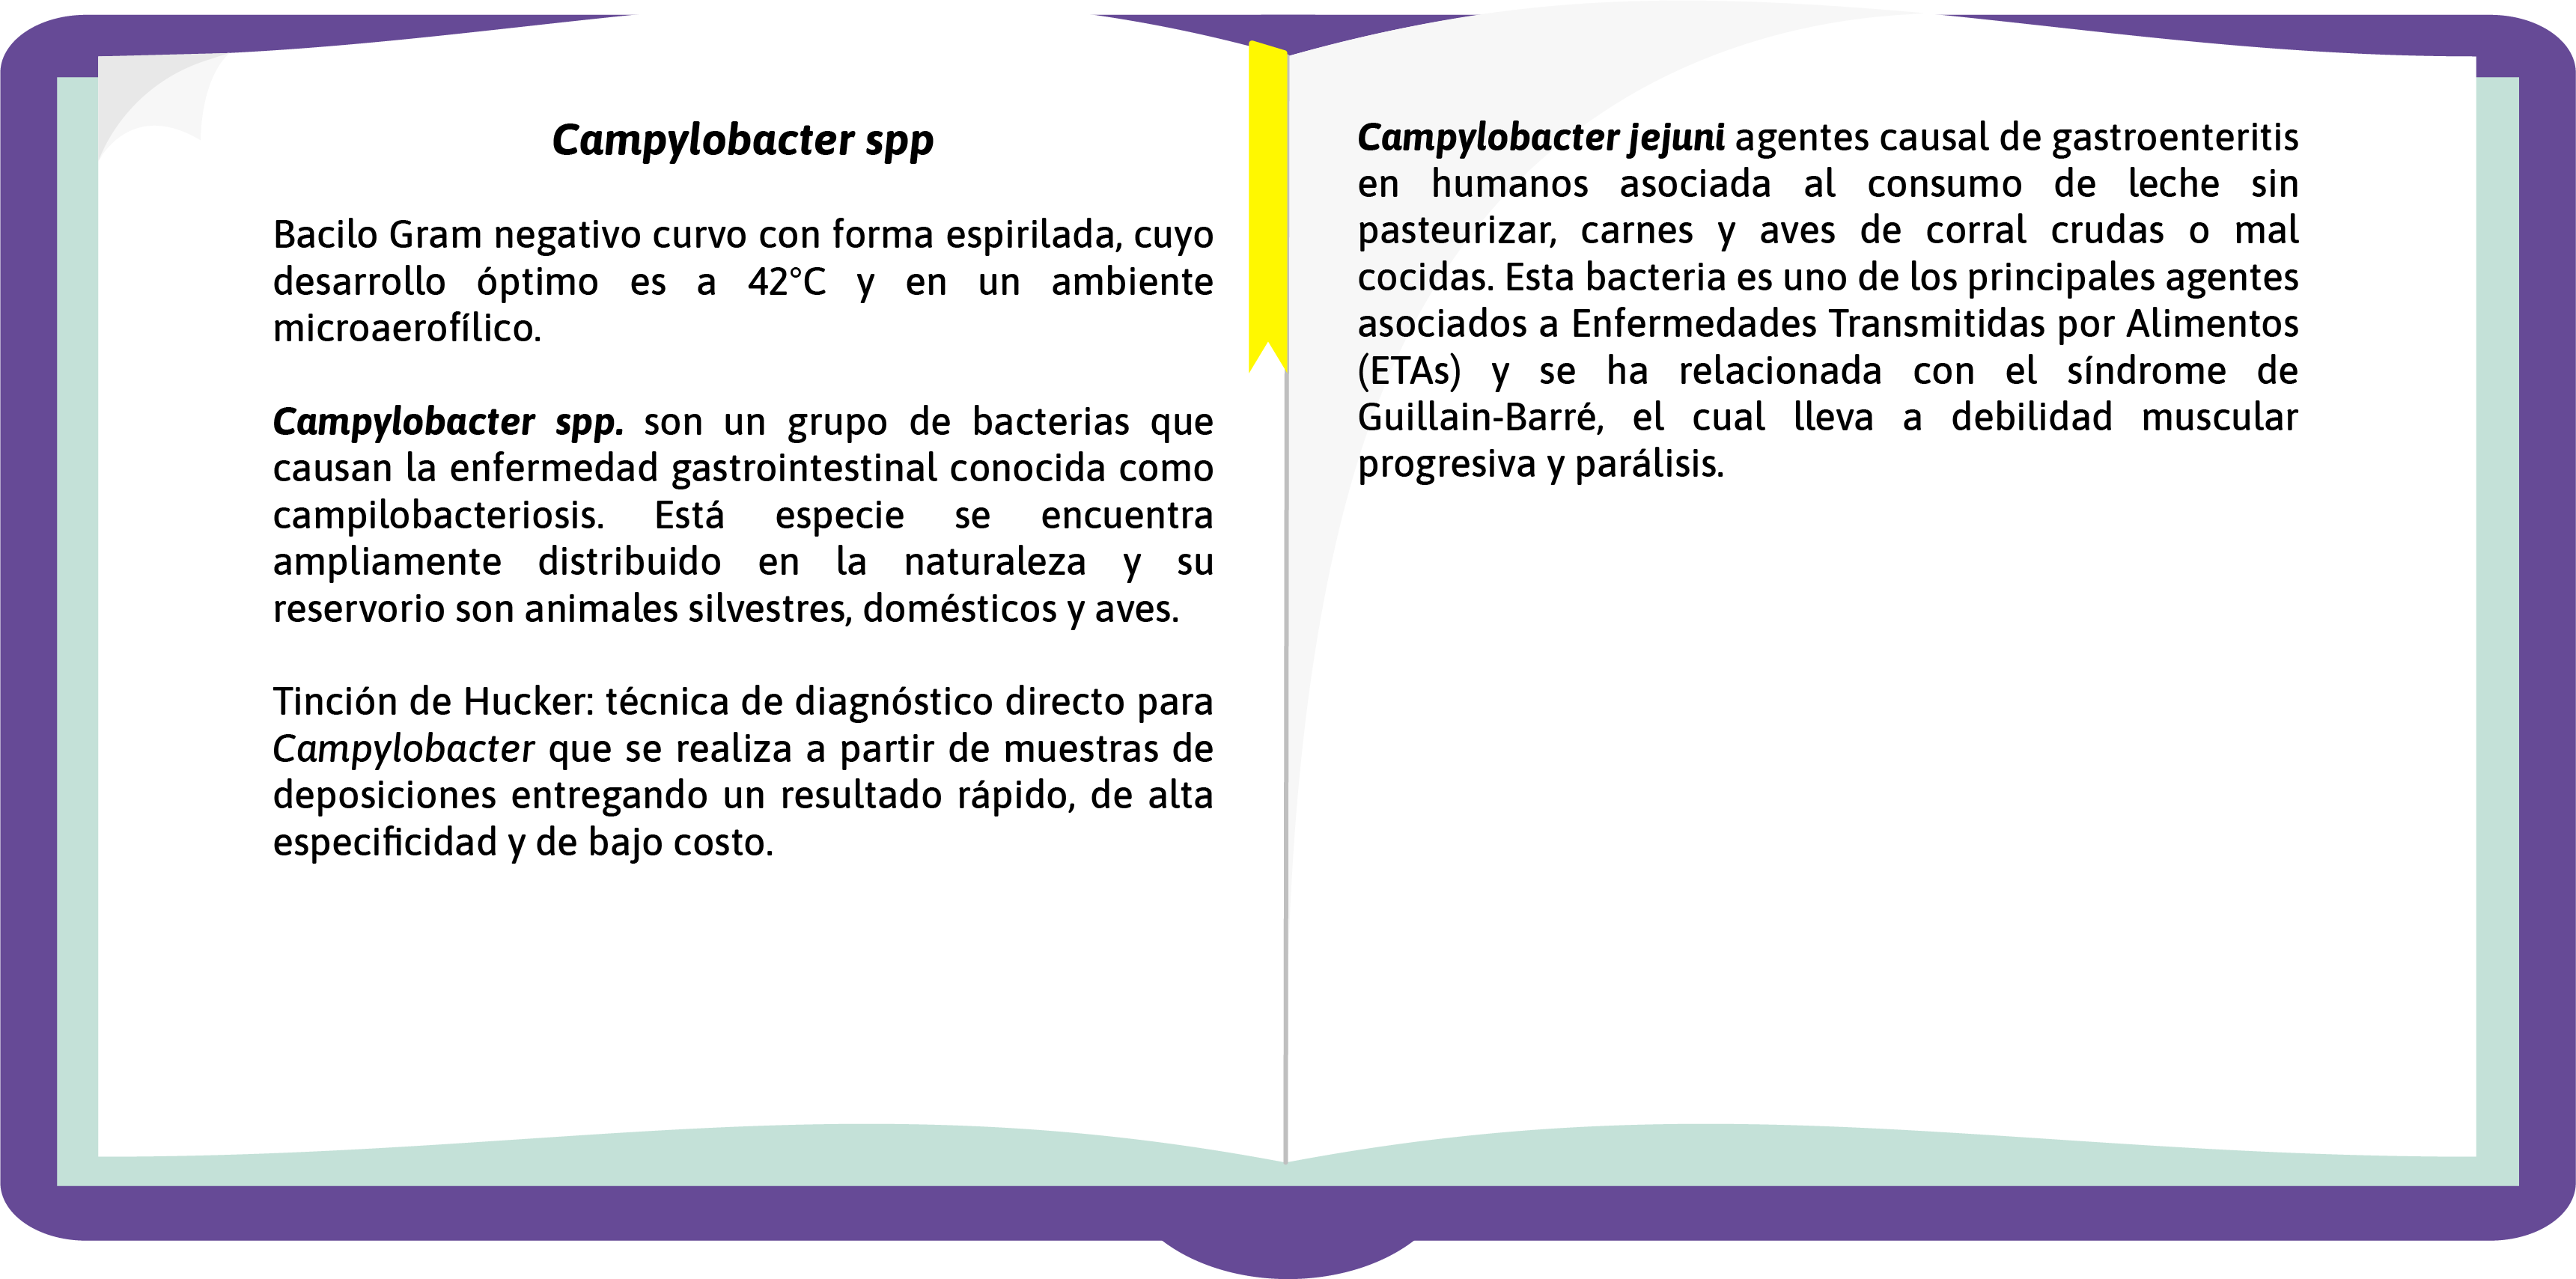 Campylobacter spp
Bacilo Gram negativo curvo con forma espirilada, cuyo
desarrollo óptimo es a 42°C y en un ambiente
microaerofílico.
Campylobacter spp. son un grupo de bacterias que
causan la enfermedad gastrointestinal conocida como
campilobacteriosis. Está especie se encuentra
ampliamente distribuido en la naturaleza y su
reservorio son animales silvestres, domésticos y aves.
Tinción de Hucker: técnica de diagnóstico directo para
Campylobacter que se realiza a partir de muestras de
deposiciones entregando un resultado rápido, de alta
especificidad y de bajo costo.
Campylobacter jejuni agentes causal de gastroenteritis
en humanos asociada al consumo de leche sin
pasteurizar, carnes y aves de corral crudas o mal
cocidas. Esta bacteria es uno de los principales agentes
asociados a Enfermedades Transmitidas por Alimentos
(ETAs) y se ha relacionada con el síndrome de
Guillain-Barré, el cual lleva a debilidad muscular
progresiva y parálisis.